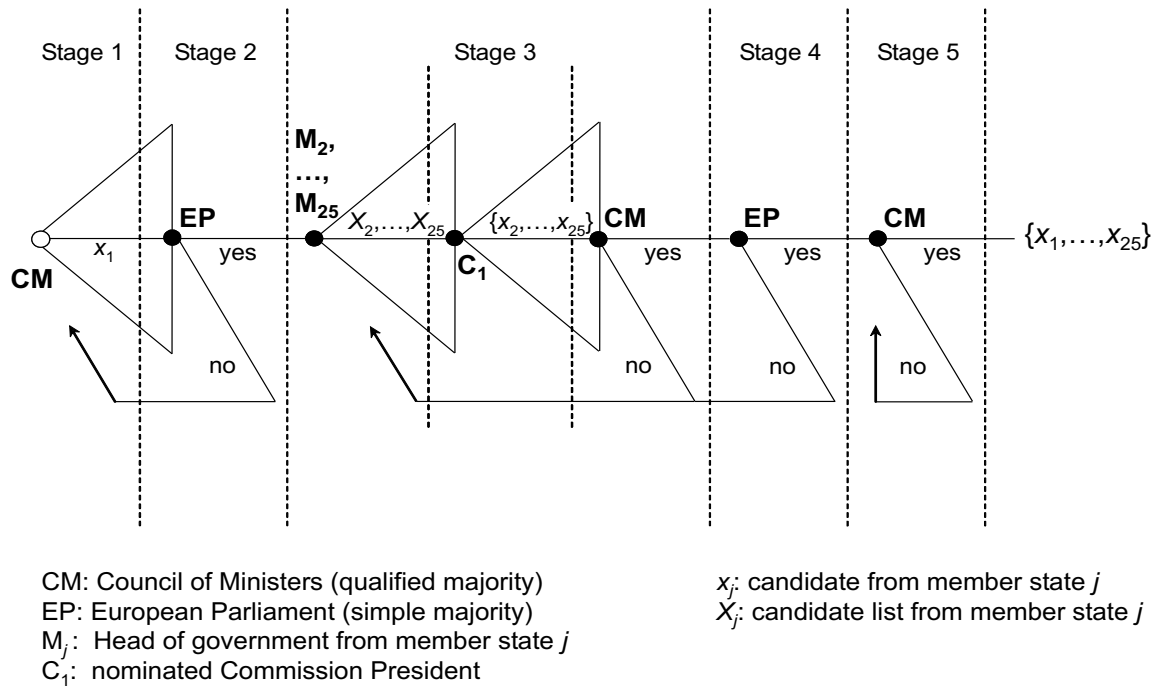 Stage 1
Stage 2
Stage 3
Stage 4
Stage 5
M2,
…,
M25
EP
CM
EP
CM
x1
yes
X2,…,X25
{x2,…,x25}
yes
yes
yes
{x1,…,x25}
CM
C1
no
no
no
no
CM: Council of Ministers (qualified majority)
EP: European Parliament (simple majority)
Mj: Head of government from member state j
C1: nominated Commission President
xj: candidate from member state j
Xj: candidate list from member state j